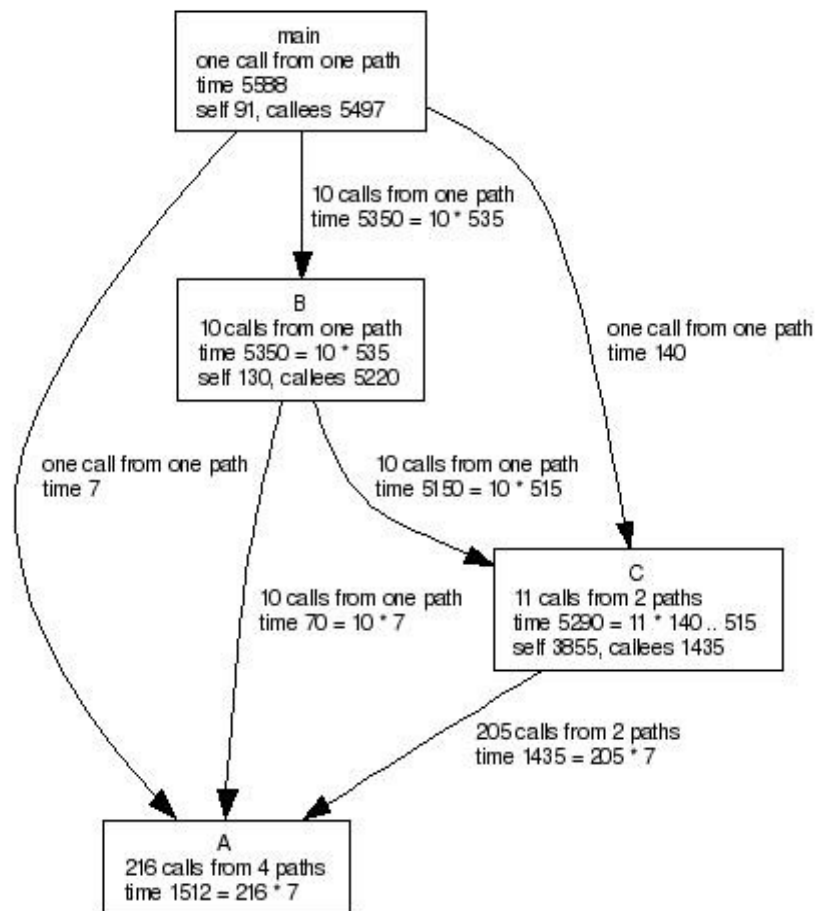 main
one call from one path
time 5588
self 91, callees 5497
10 calls from one path
time 5350 = 10 * 535
B
10 calls from one path
time 5350 = 10 * 535
self 130, callees 5220
one call from one path
time 140
one call from one path
time 7
10 calls from one path
time 5150 = 10 * 515
C
11 calls from 2 paths
time 5290 = 11 * 140 .. 515
self 3855, callees 1435
10 calls from one path
time 70 = 10 * 7
205 calls from 2 paths
time 1435 = 205 * 7
A
216 calls from 4 paths
time 1512 = 216 * 7